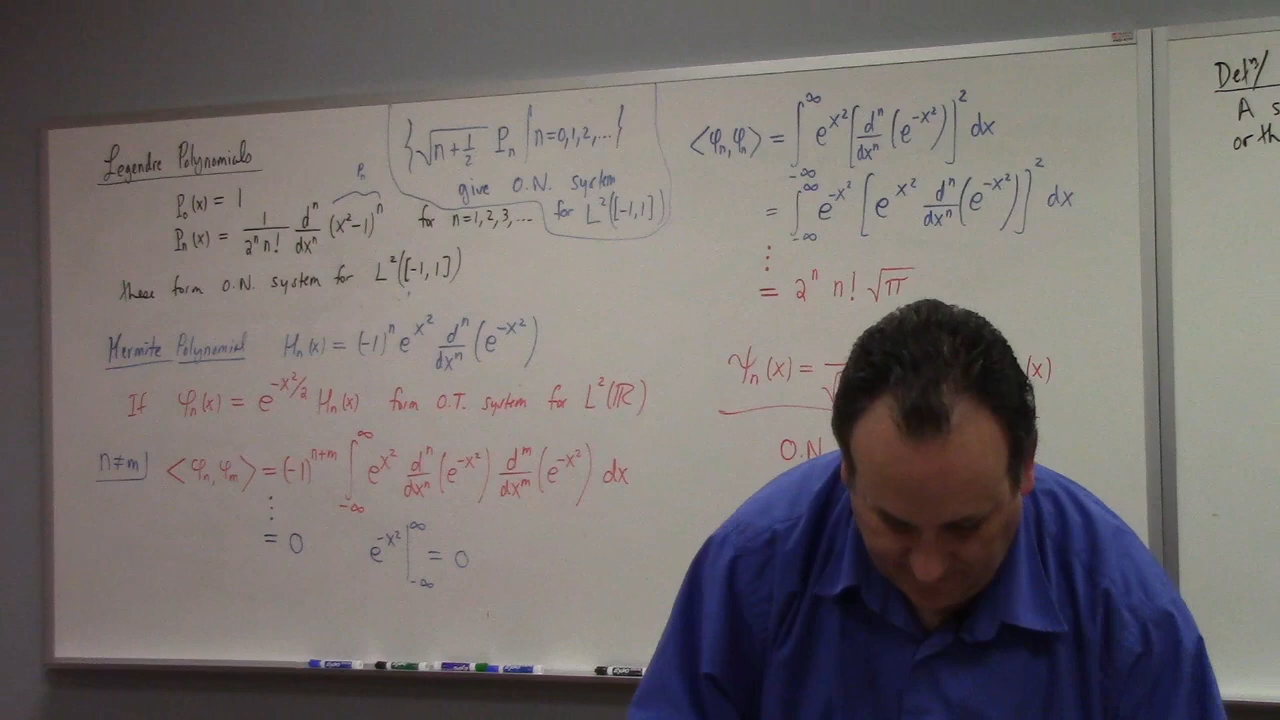 Legendre Polynomials
P₀(x) = 1
Pₙ
Pₙ(x) = 1/(2ⁿ n!) dⁿ/dxⁿ (x²-1)ⁿ for n=1,2,3,...
these form O.N. system for L²([-1,1])
{√(n+1/2) Pₙ | n=0,1,2,...}
give O.N. system
for L²([-1,1])
Hermite Polynomial Hₙ(x) = (-1)ⁿ e^{x²} dⁿ/dxⁿ (e^{-x²})
If φₙ(x) = e^{-x²/2} Hₙ(x) form O.T. system for L²(ℝ)
n≠m ⟨φₙ,φₘ⟩ = (-1)^{n+m} ∫_{-∞}^{∞} e^{x²} dⁿ/dxⁿ (e^{-x²}) dᵐ/dxᵐ (e^{-x²}) dx
⋮
= 0 e^{-x²} |_{-∞}^{∞} = 0
⟨φₙ,φₙ⟩ = ∫_{-∞}^{∞} e^{x²} [dⁿ/dxⁿ (e^{-x²})]² dx
= ∫_{-∞}^{∞} e^{-x²} [e^{x²} dⁿ/dxⁿ (e^{-x²})]² dx
⋮
= 2ⁿ n! √π
ψₙ(x) = (x)
O.N.
Defⁿ/
A
or